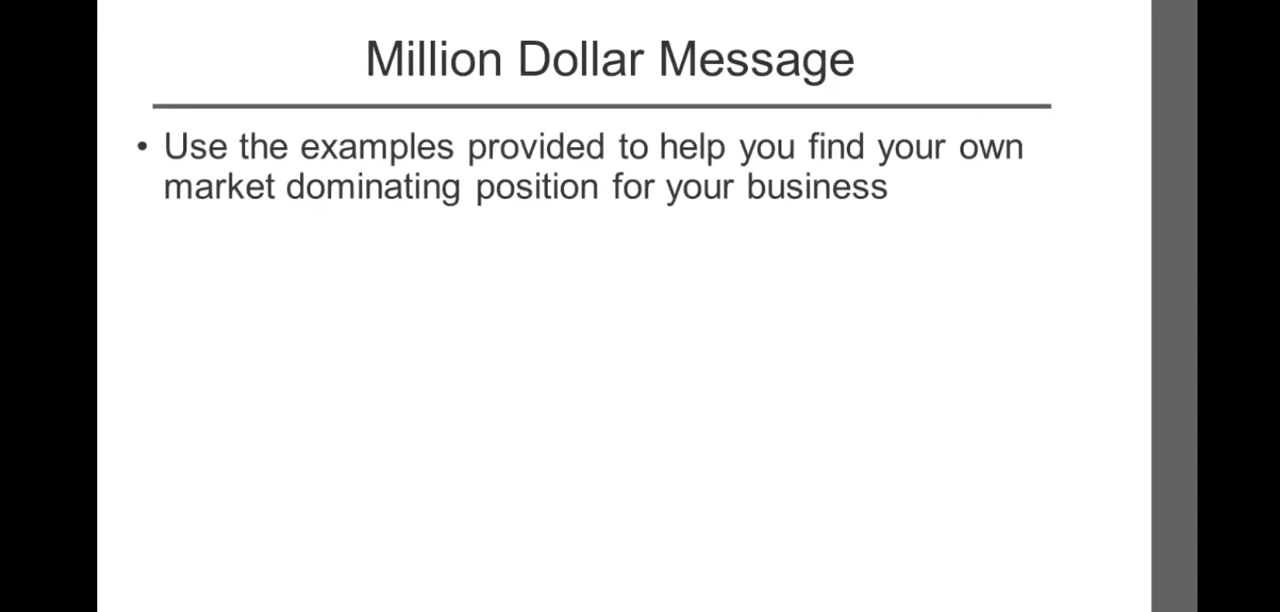 Million Dollar Message
• Use the examples provided to help you find your own
market dominating position for your business